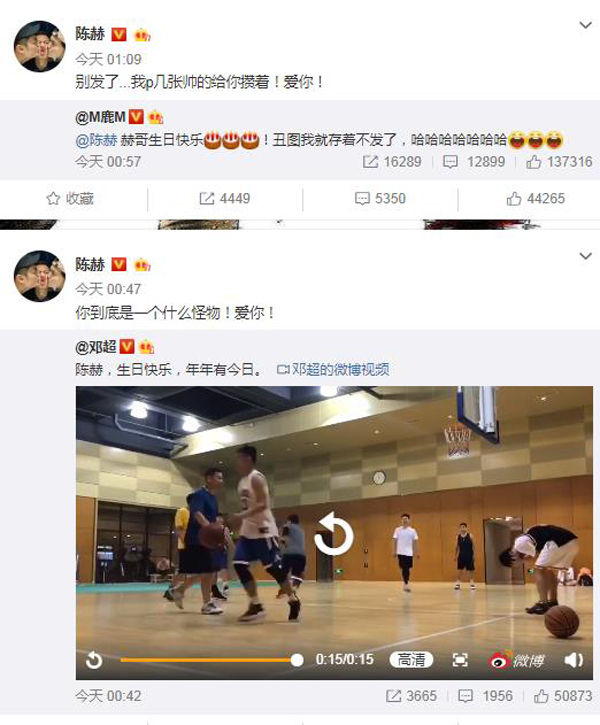 陈赫
今天 01:09
别发了...我p几张帅的给你攒着！爱你！
@M鹿M
@陈赫 赫哥生日快乐！丑图我就存着不发了，哈哈哈哈哈哈哈
今天 00:57 16289 12899 137316
收藏 4449 5350 44265
陈赫
今天 00:47
你到底是一个什么怪物！爱你！
@邓超
陈赫，生日快乐，年年有今日。 邓超的微博视频
0:15/0:15 高清 微博
今天 00:42 3665 1956 50873